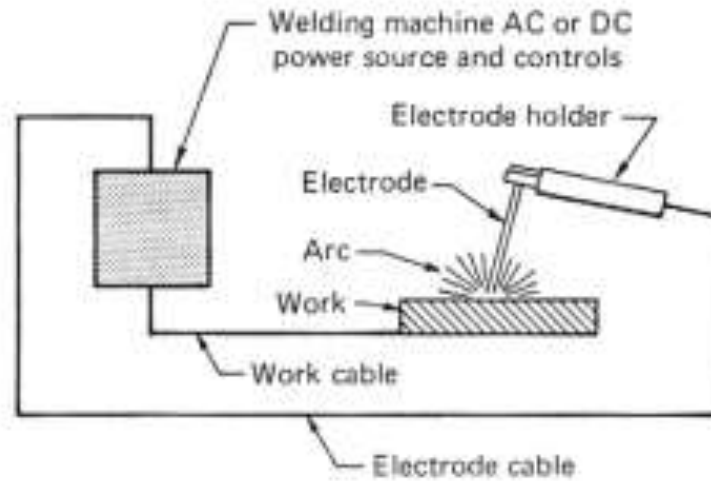 Welding machine AC or DC
power source and controls
Electrode holder
Electrode
Arc
Work
Work cable
Electrode cable